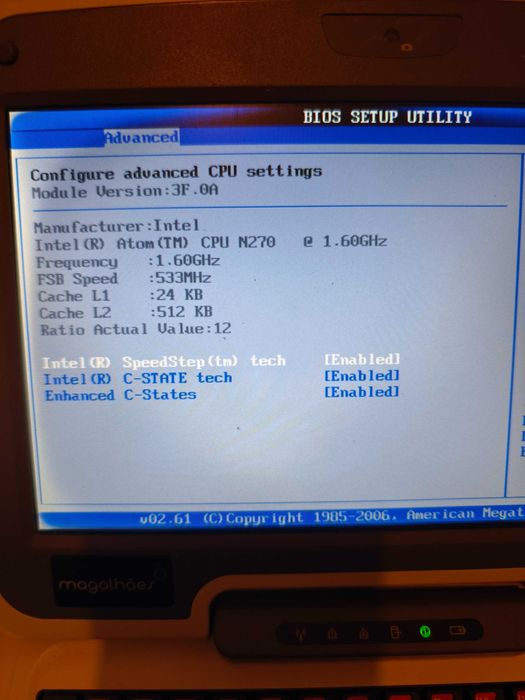 BIOS SETUP UTILITY
Advanced
Configure advanced CPU settings
Module Version:3F.0A
Manufacturer:Intel
Intel(R) Atom(TM) CPU N270 @ 1.60GHz
Frequency :1.60GHz
FSB Speed :533MHz
Cache L1 :24 KB
Cache L2 :512 KB
Ratio Actual Value:12
Intel(R) SpeedStep(tm) tech [Enabled]
Intel(R) C-STATE tech [Enabled]
Enhanced C-States [Enabled]
v02.61 (C)Copyright 1985-2006, American Megat
magalhães